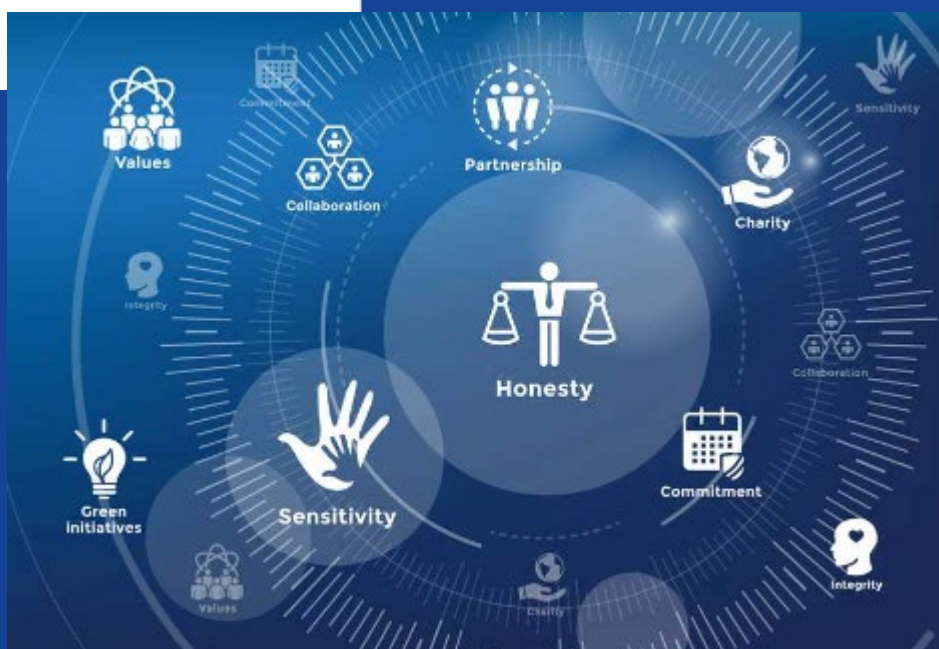 Commitment
Sensitivity
Values
Partnership
Collaboration
Charity
Integrity
Collaboration
Honesty
Commitment
Green
Initiatives
Sensitivity
Integrity
Values
Charity